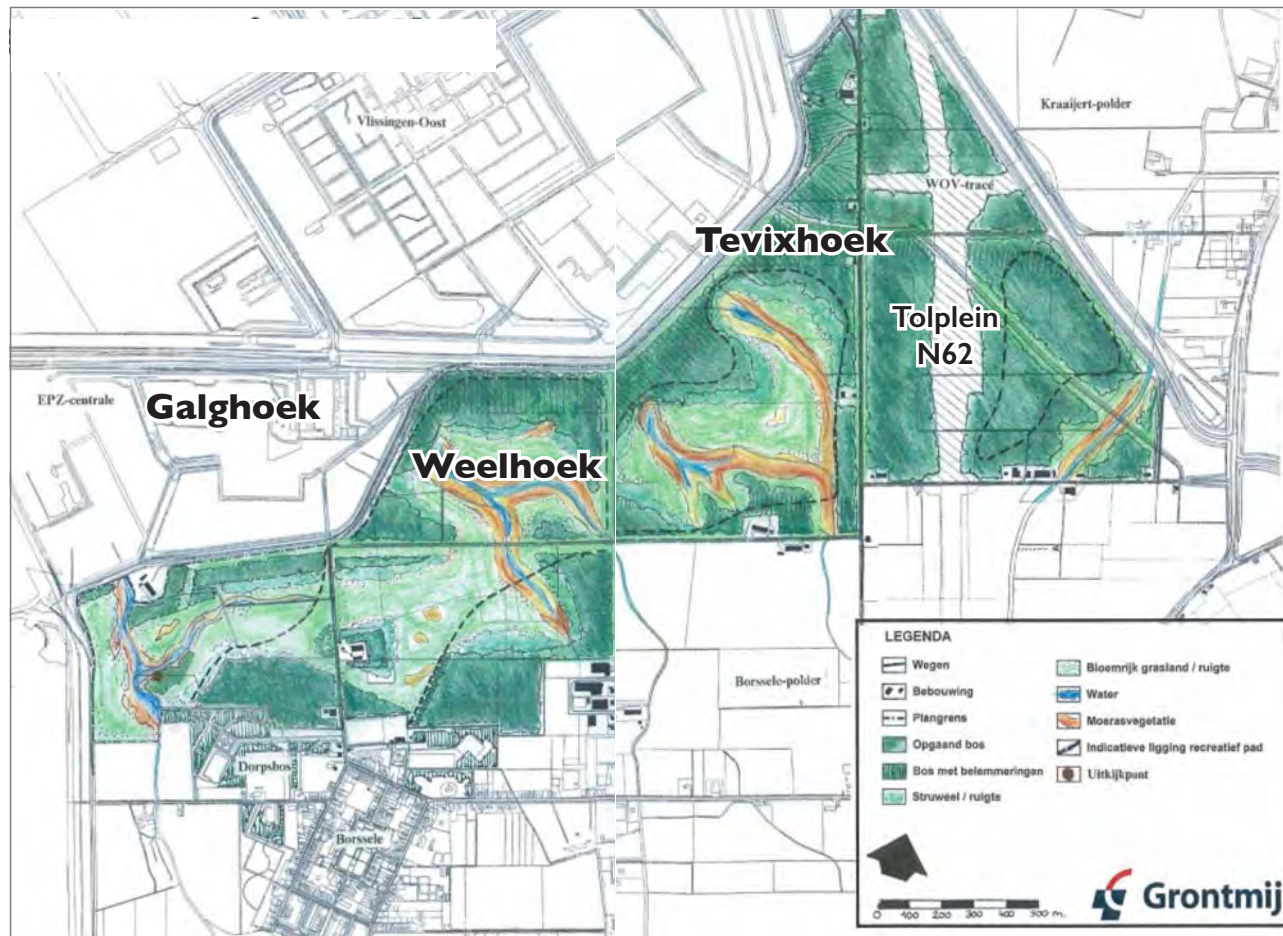 Vlissingen-Oost
Kraaijert-polder
WOV-tracé
Tevixhoek
Tolplein
N62
EPZ-centrale
Galghoek
Weelhoek
Borssele-polder
Dorpsbos
Borssele
LEGENDA
Wegen
Bebouwing
Plangrens
Opgaand bos
Bos met belemmeringen
Struweel / ruigte
Bloemrijk grasland / ruigte
Water
Moerasvegetatie
Indicatieve ligging recreatief pad
Uitkijkpunt
0 100 200 300 400 500 m.
Grontmij